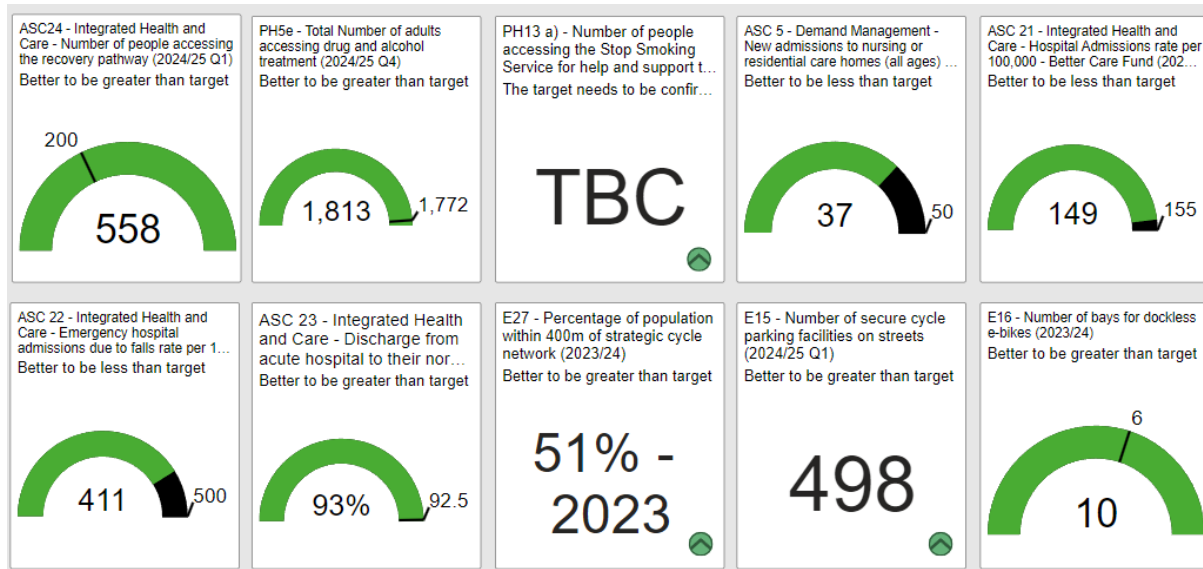 ASC24 - Integrated Health and
Care - Number of people accessing
the recovery pathway (2024/25 Q1)
Better to be greater than target
200
558
PH5e - Total Number of adults
accessing drug and alcohol
treatment (2024/25 Q4)
Better to be greater than target
1,813
1,772
PH13 a) - Number of people
accessing the Stop Smoking
Service for help and support t...
The target needs to be confir...
TBC
ASC 5 - Demand Management -
New admissions to nursing or
residential care homes (all ages) ...
Better to be less than target
37
50
ASC 21 - Integrated Health and
Care - Hospital Admissions rate per
100,000 - Better Care Fund (202...
Better to be less than target
149
155
ASC 22 - Integrated Health and
Care - Emergency hospital
admissions due to falls rate per 1...
Better to be less than target
411
500
ASC 23 - Integrated Health
and Care - Discharge from
acute hospital to their nor...
Better to be greater than target
93%
92.5
E27 - Percentage of population
within 400m of strategic cycle
network (2023/24)
Better to be greater than target
51% -
2023
E15 - Number of secure cycle
parking facilities on streets
(2024/25 Q1)
Better to be greater than target
498
E16 - Number of bays for dockless
e-bikes (2023/24)
Better to be greater than target
6
10